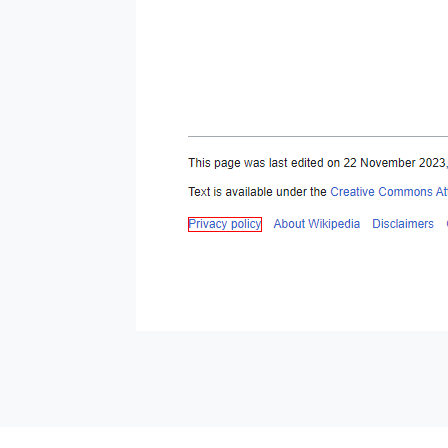 This page was last edited on 22 November 2023,
Text is available under the Creative Commons
Privacy policy About Wikipedia Disclaimers